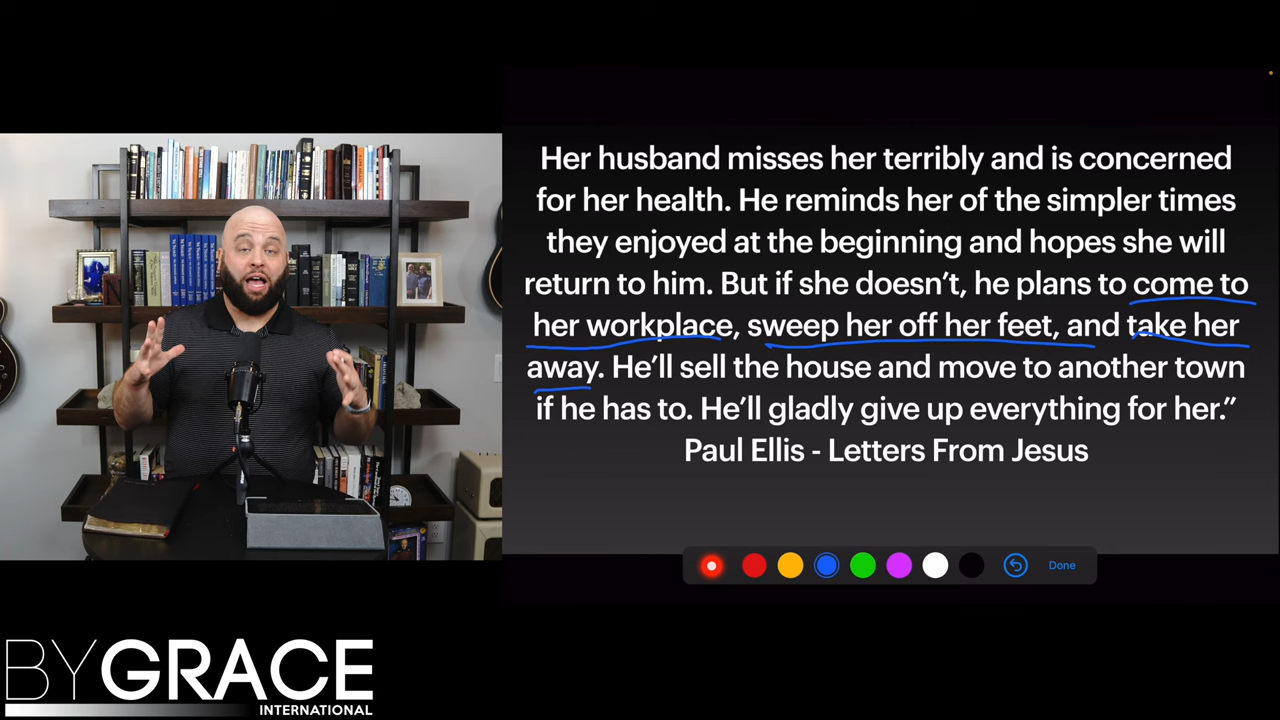 Her husband misses her terribly and is concerned
for her health. He reminds her of the simpler times
they enjoyed at the beginning and hopes she will
return to him. But if she doesn’t, he plans to come to
her workplace, sweep her off her feet, and take her
away. He’ll sell the house and move to another town
if he has to. He’ll gladly give up everything for her.”
Paul Ellis - Letters From Jesus
Done
BYGRACE
INTERNATIONAL